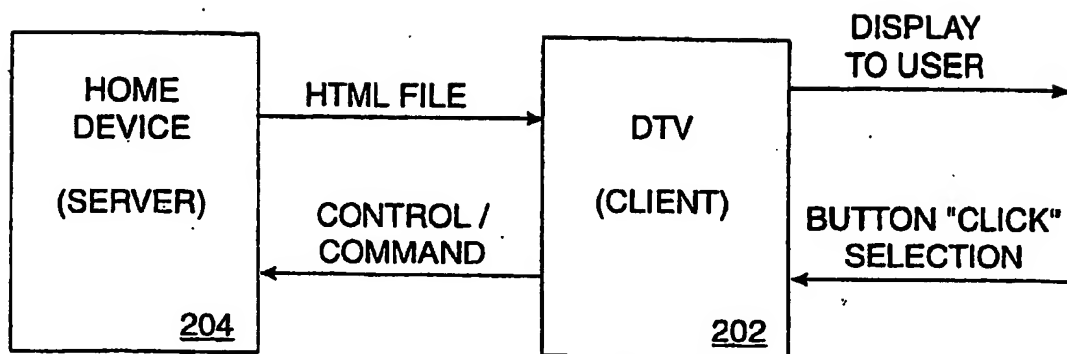 HOME
DEVICE
(SERVER)
204
HTML FILE
CONTROL /
COMMAND
DTV
(CLIENT)
202
DISPLAY
TO USER
BUTTON "CLICK"
SELECTION